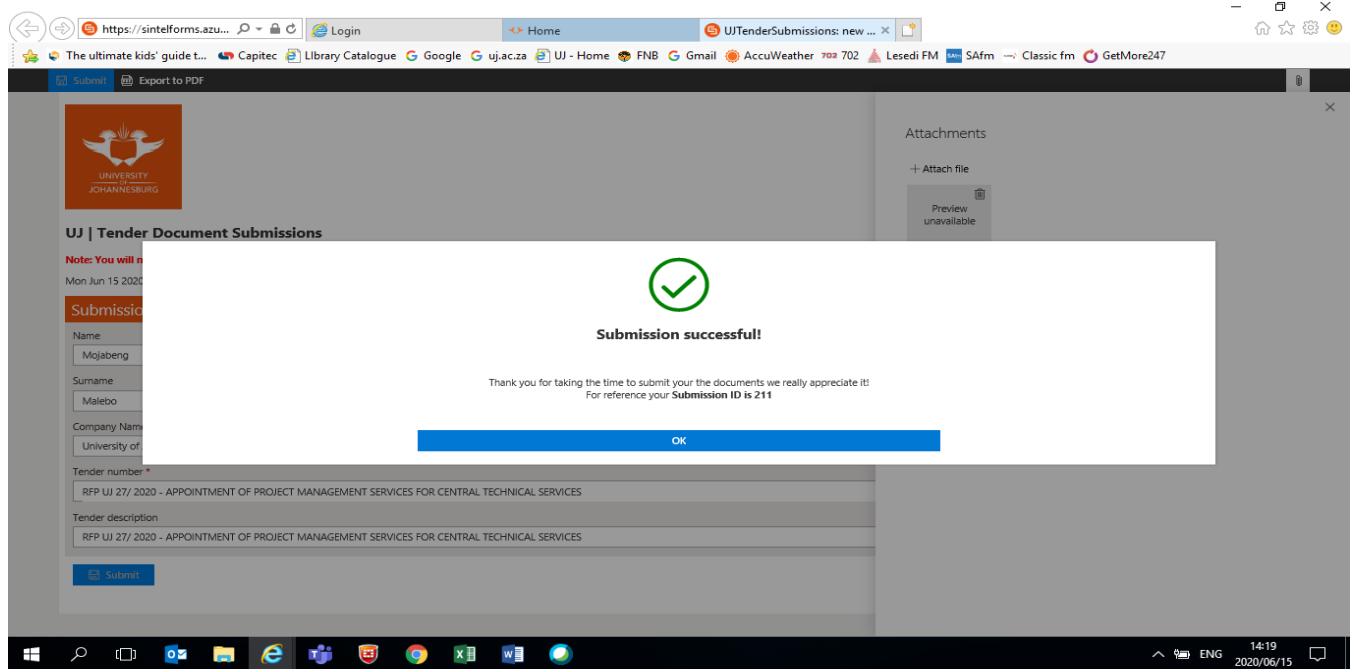 https://sintelforms.azu...
Login
Home
UJTenderSubmissions: new ...
The ultimate kids' guide t... Capitec LIbrary Catalogue Google uj.ac.za UJ - Home FNB Gmail AccuWeather 702 702 Lesedi FM SAfm Classic fm GetMore247
Submit Export to PDF
UNIVERSITY
OF
JOHANNESBURG
Attachments
Attach file
Preview
unavailable
UJ | Tender Document Submissions
Note: You will n
Mon Jun 15 2020
Submissio
Name
Mojabeng
Surname
Malebo
Company Nam
University of
Submission successful!
Thank you for taking the time to submit your the documents we really appreciate it!
For reference your Submission ID is 211
OK
Tender number *
RFP UJ 27/ 2020 - APPOINTMENT OF PROJECT MANAGEMENT SERVICES FOR CENTRAL TECHNICAL SERVICES
Tender description
RFP UJ 27/ 2020 - APPOINTMENT OF PROJECT MANAGEMENT SERVICES FOR CENTRAL TECHNICAL SERVICES
Submit
ENG
14:19
2020/06/15